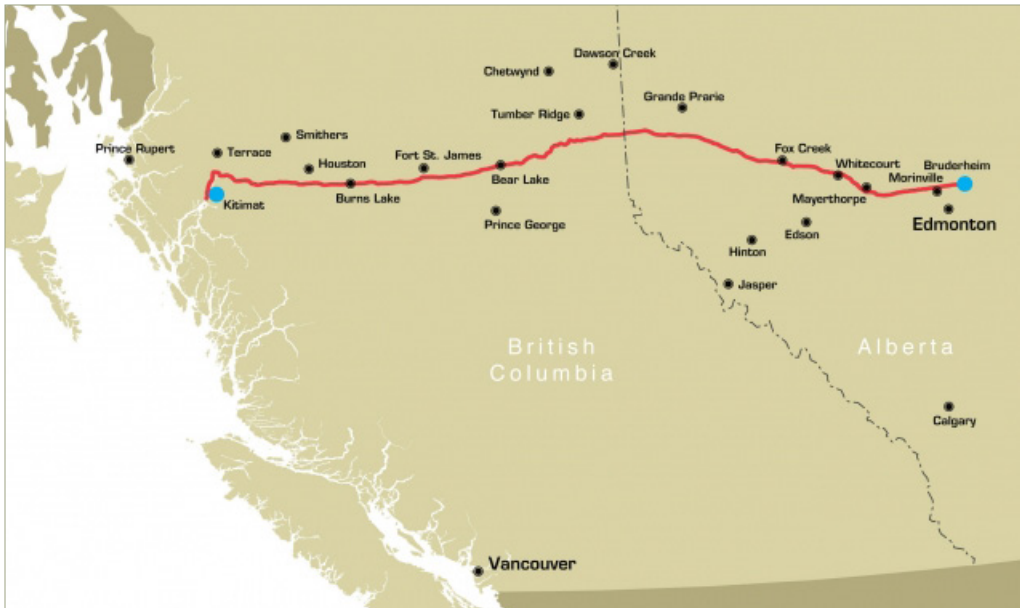 Dawson Creek
Chetwynd
Grande Prarie
Tumber Ridge
Smithers
Prince Rupert
Terrace
Houston
Fort St. James
Fox Creek
Whitecourt
Bruderheim
Morinville
Bear Lake
Kitimat
Burns Lake
Mayerthorpe
Prince George
Edmonton
Edson
Hinton
Jasper
British
Columbia
Alberta
Calgary
Vancouver